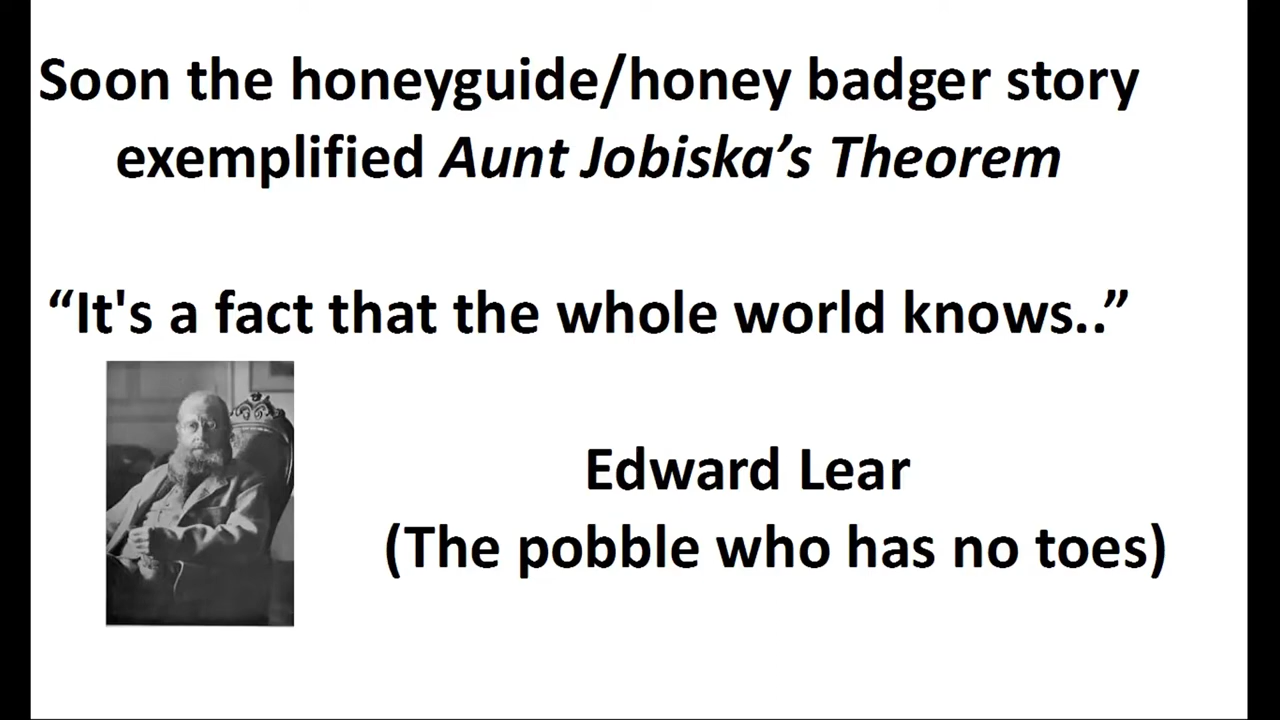 Soon the honeyguide/honey badger story
exemplified Aunt Jobiska’s Theorem
“It's a fact that the whole world knows..”
Edward Lear
(The pobble who has no toes)